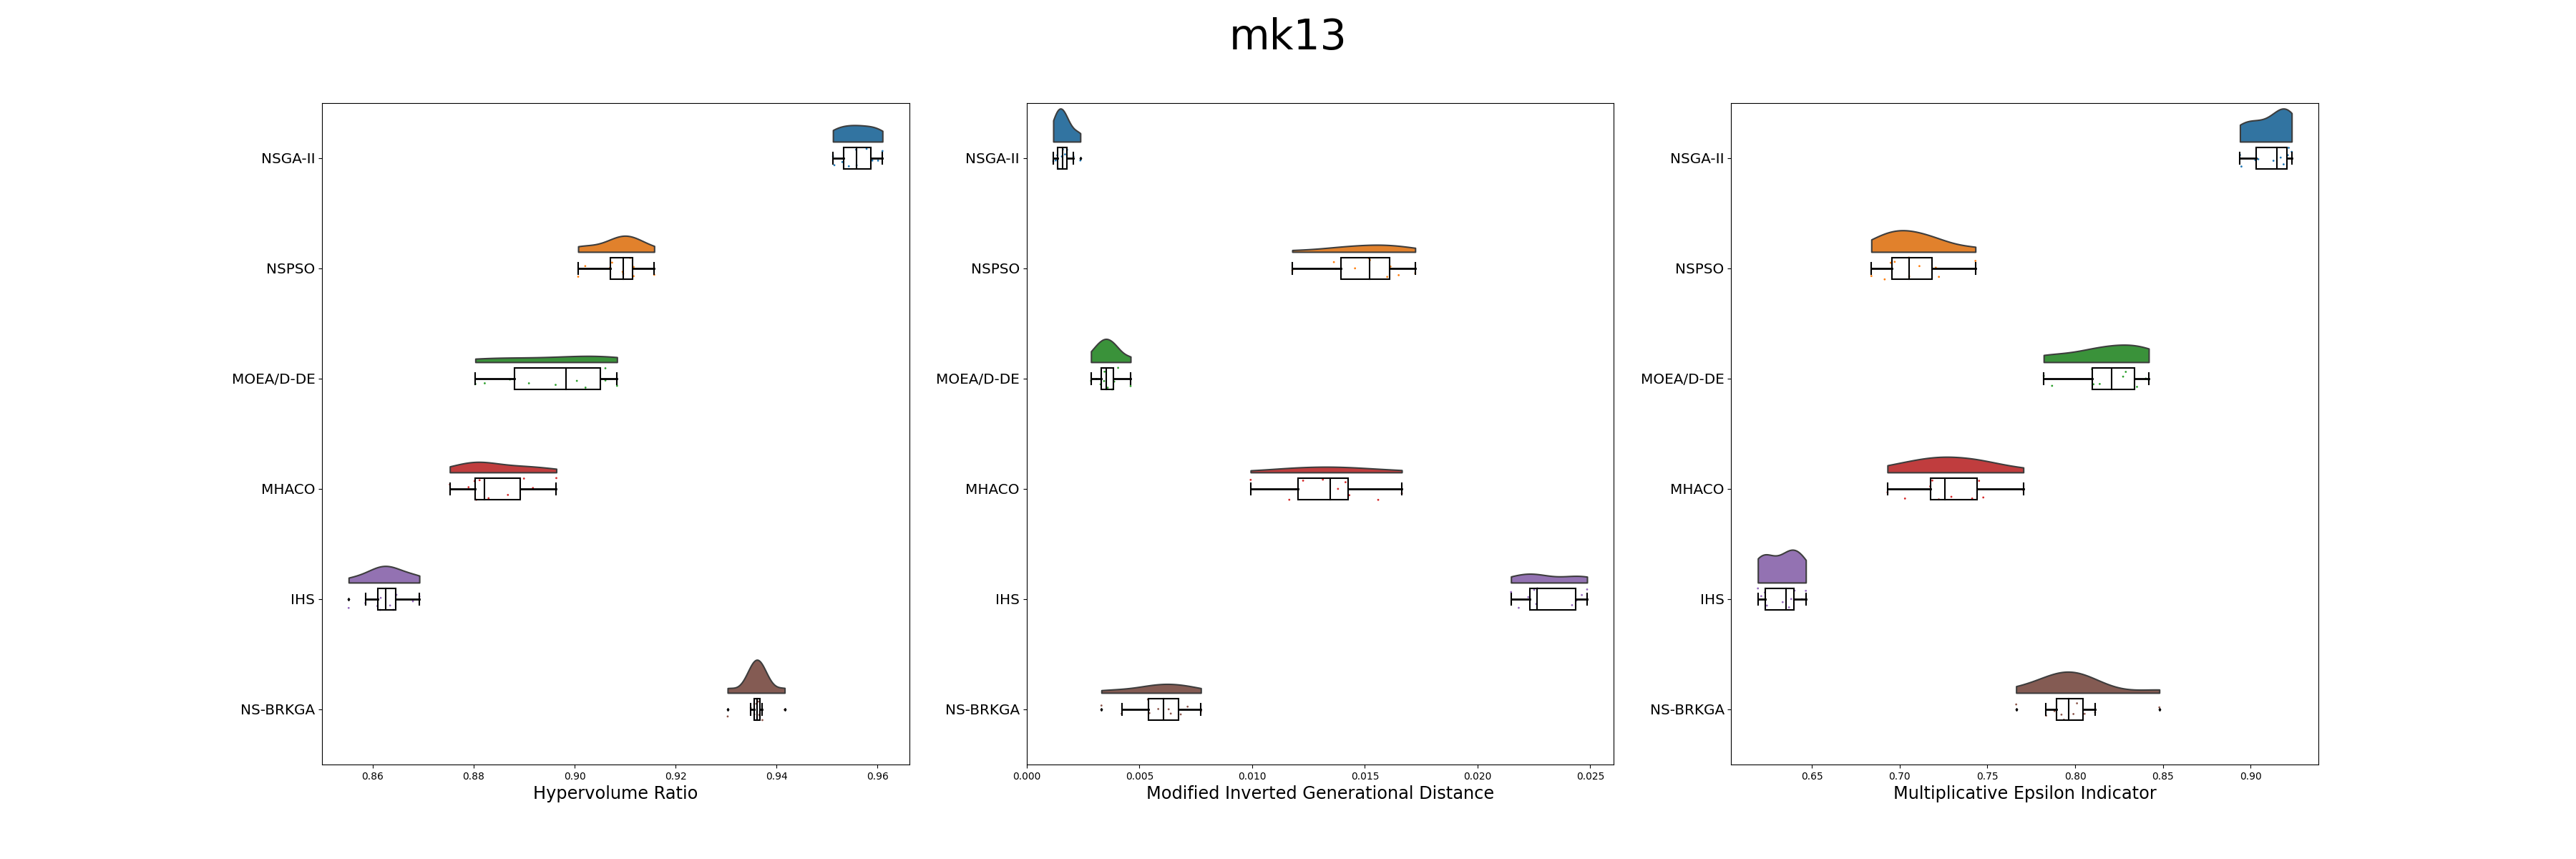 mk13
NSGA-II
NSPSO
MOEA/D-DE
MHACO
IHS
NS-BRKGA
0.86 0.88 0.90 0.92 0.94 0.96
Hypervolume Ratio
NSGA-II
NSPSO
MOEA/D-DE
MHACO
IHS
NS-BRKGA
0.000 0.005 0.010 0.015 0.020 0.025
Modified Inverted Generational Distance
NSGA-II
NSPSO
MOEA/D-DE
MHACO
IHS
NS-BRKGA
0.65 0.70 0.75 0.80 0.85 0.90
Multiplicative Epsilon Indicator